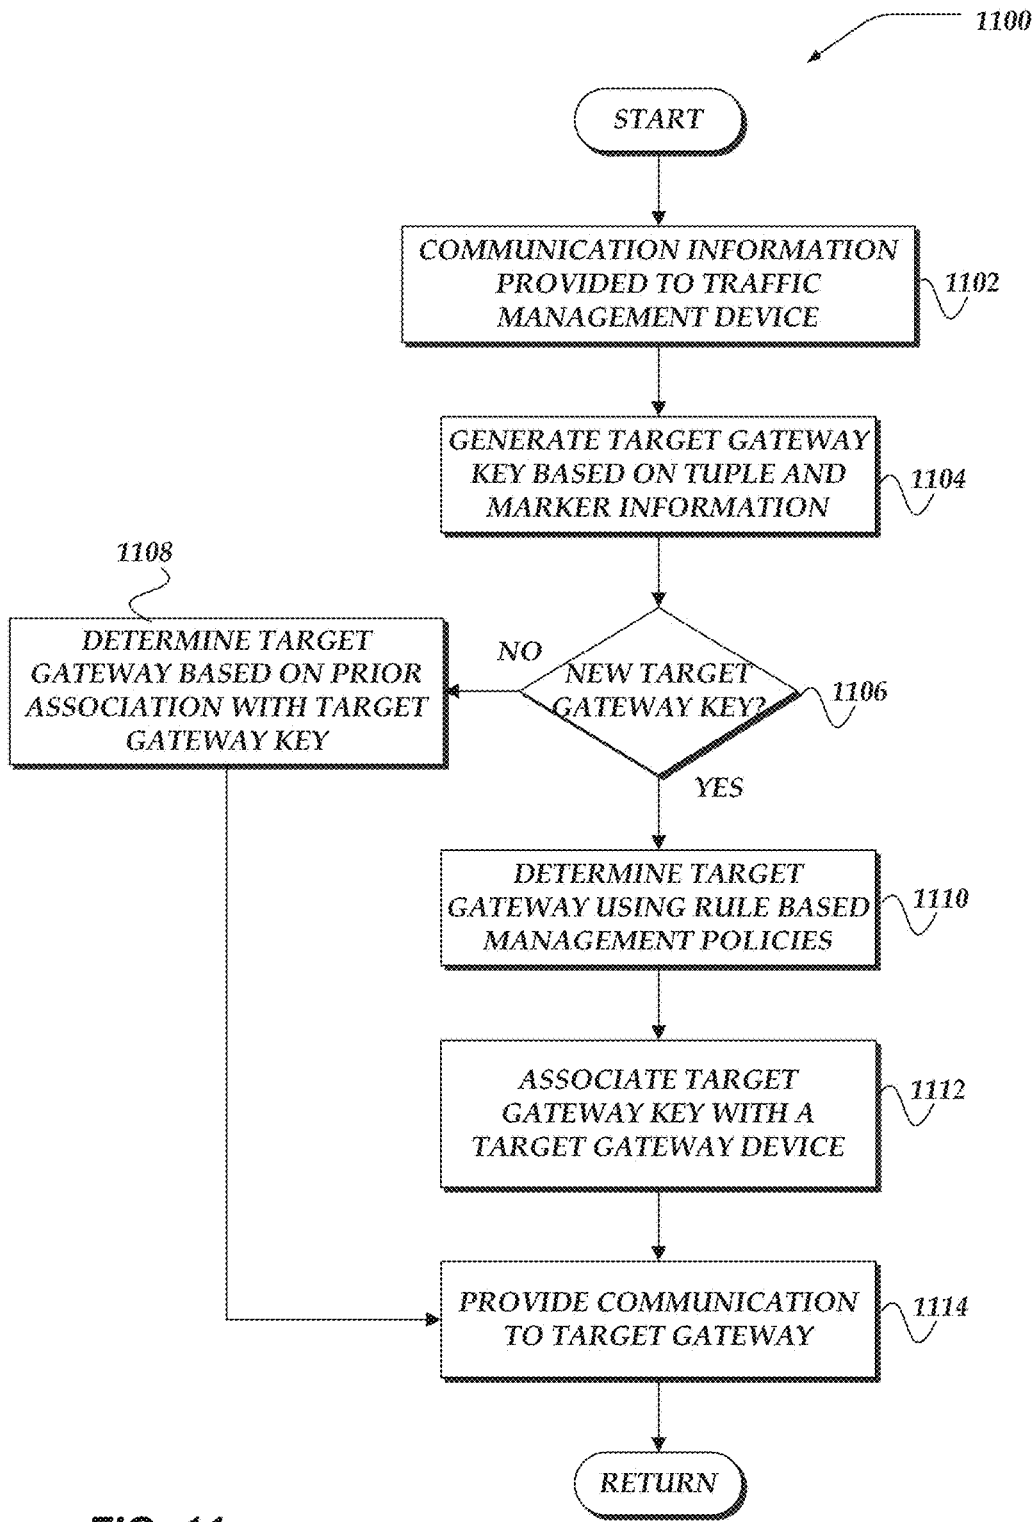 1100
START
COMMUNICATION INFORMATION
PROVIDED TO TRAFFIC
MANAGEMENT DEVICE
1102
GENERATE TARGET GATEWAY
KEY BASED ON TUPLE AND
MARKER INFORMATION
1104
1108
DETERMINE TARGET
GATEWAY BASED ON PRIOR
ASSOCIATION WITH TARGET
GATEWAY KEY
NO
NEW TARGET
GATEWAY KEY?
1106
YES
DETERMINE TARGET
GATEWAY USING RULE BASED
MANAGEMENT POLICIES
1110
ASSOCIATE TARGET
GATEWAY KEY WITH A
TARGET GATEWAY DEVICE
1112
PROVIDE COMMUNICATION
TO TARGET GATEWAY
1114
RETURN